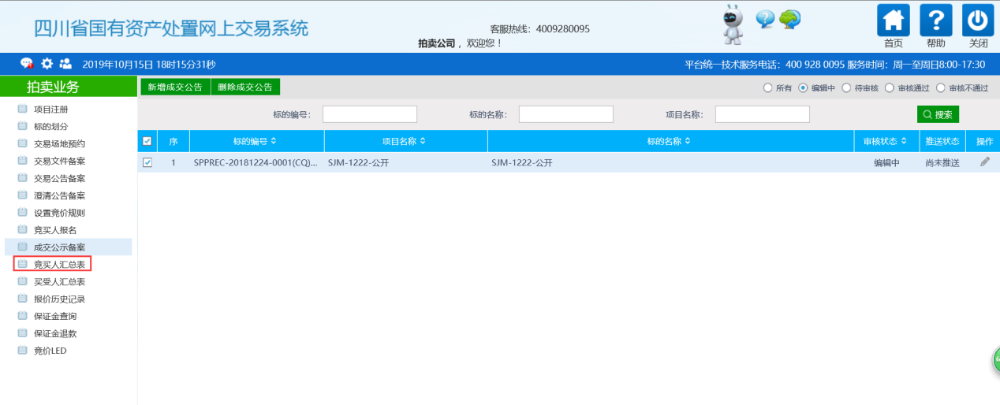 四川省国有资产处置网上交易系统
客服热线：4009280095
拍卖公司 ，欢迎您！
首页 帮助 关闭
2019年10月15日 18时15分31秒
平台统一技术服务电话：400 928 0095 服务时间：周一至周日8:00-17:30
拍卖业务
新增成交公告 删除成交公告
所有 编辑中 待审核 审核通过 审核不通过
项目注册
标的划分
交易场地预约
交易文件备案
交易公告备案
澄清公告备案
设置竞价规则
竞买人报名
成交公示备案
竞买人汇总表
买受人汇总表
报价历史记录
保证金查询
保证金退款
竞价LED
标的编号： 标的名称： 项目名称： 搜索
序 标的编号 项目名称 标的名称 审核状态 推送状态 操作
1 SPPREC-20181224-0001(CQ)... SJM-1222-公开 SJM-1222-公开 编辑中 尚未推送